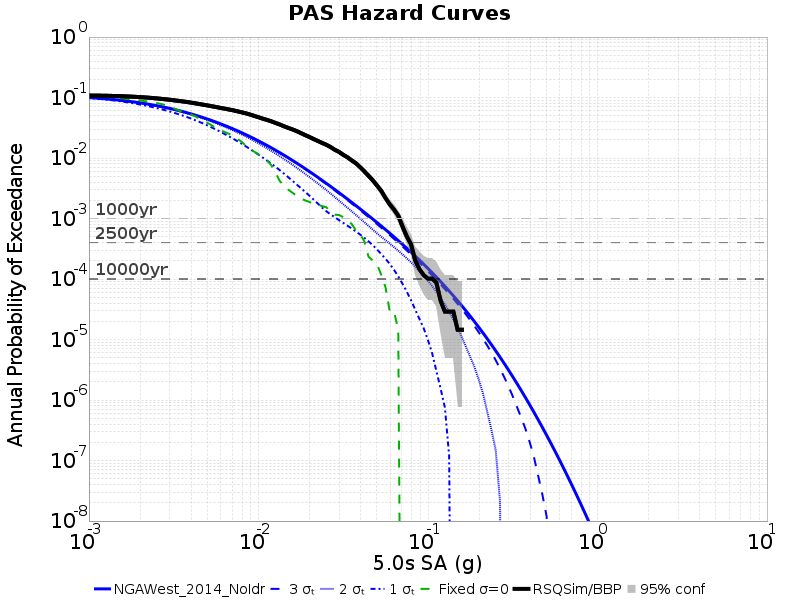 PAS Hazard Curves
Annual Probability of Exceedance
10^0
10^-1
10^-2
10^-3
10^-4
10^-5
10^-6
10^-7
10^-8
1000yr
2500yr
10000yr
10^-3 10^-2 10^-1 10^0 10^1
5.0s SA (g)
NGAWest_2014_NoIdr 3 σₜ 2 σₜ 1 σₜ Fixed σ=0 RSQSim/BBP 95% conf